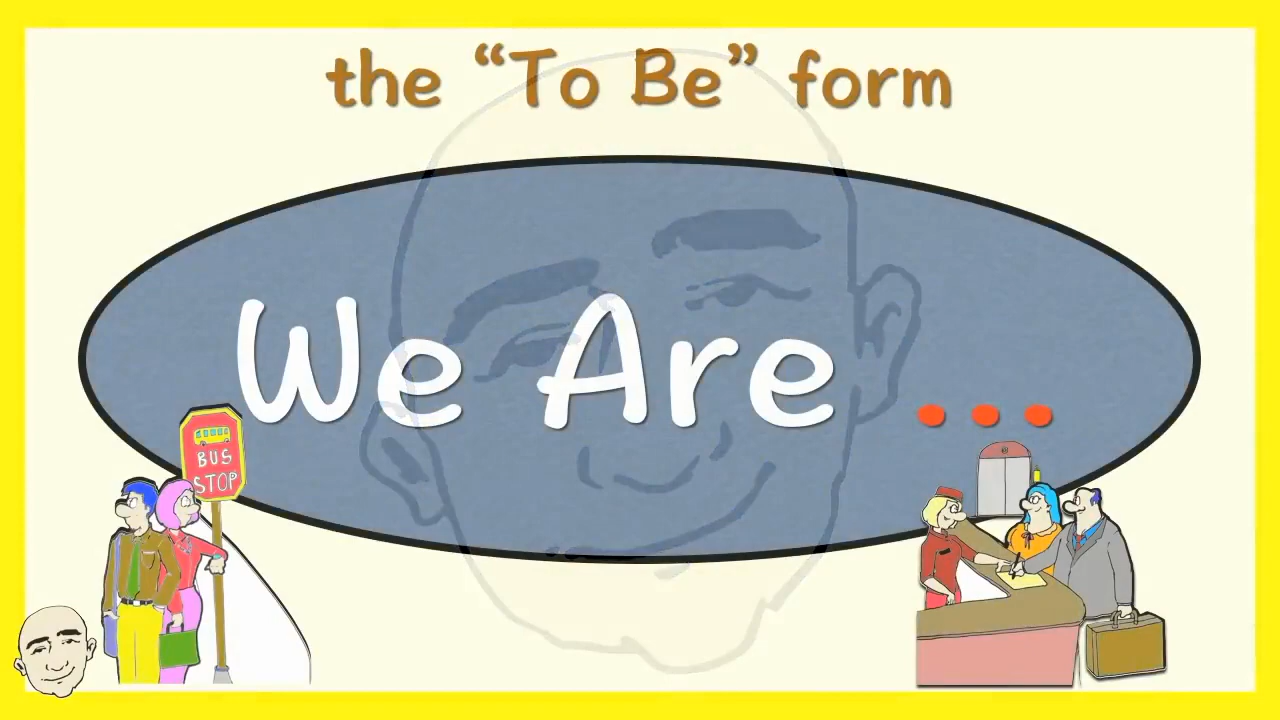 the “To Be” form
We Are ...
BUS
STOP